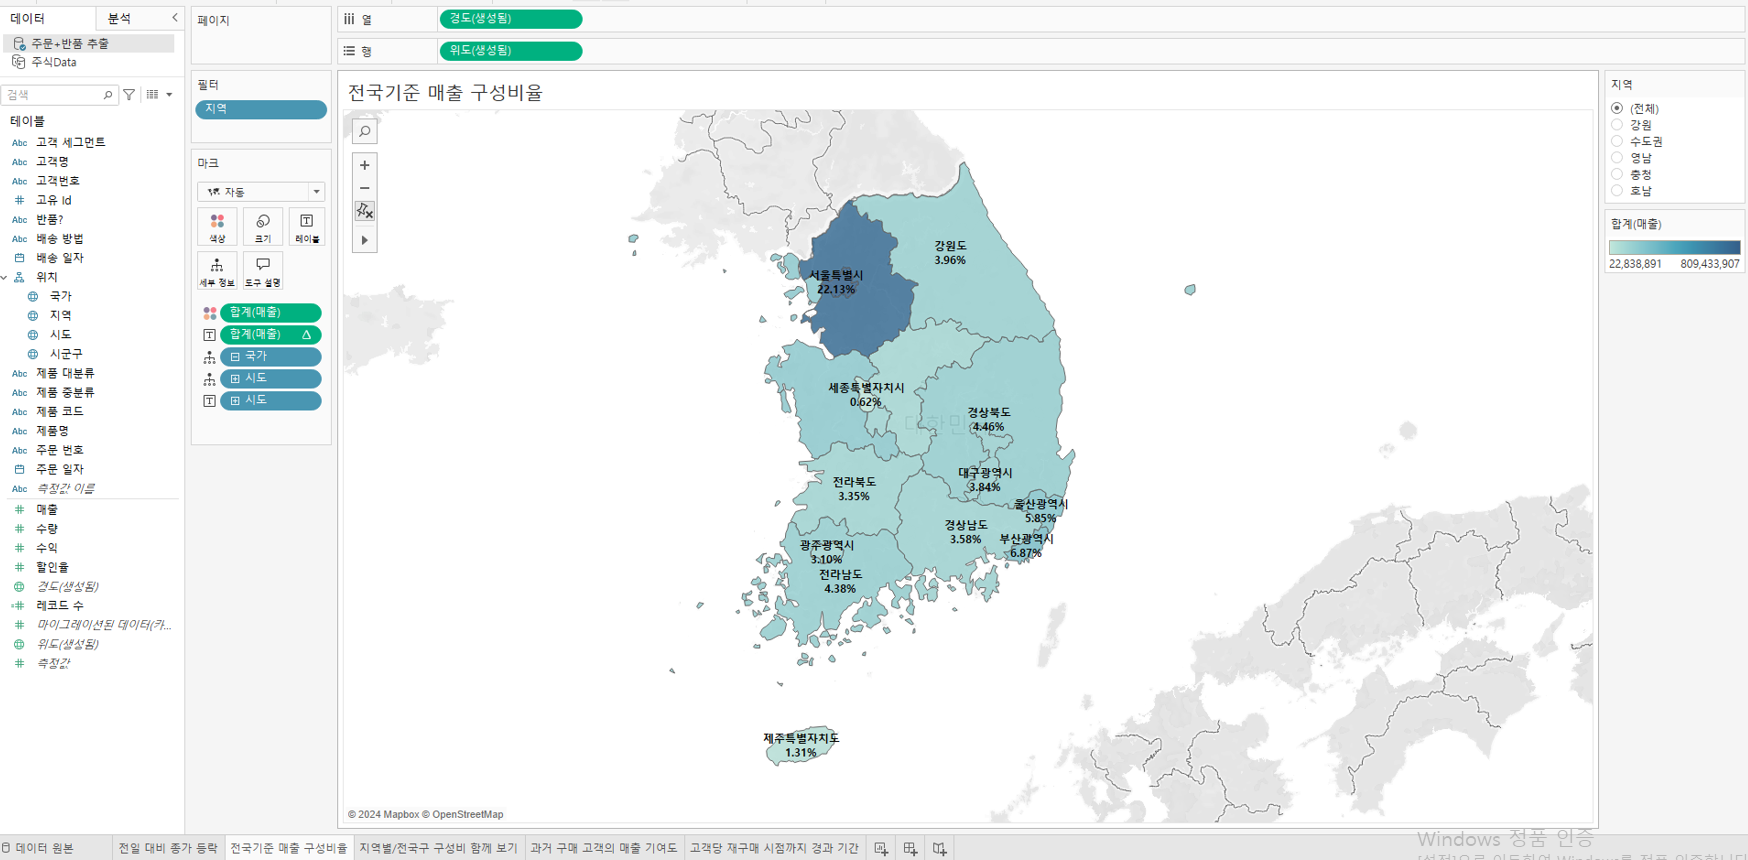 데이터
분석
주문+반품 추출
주식Data
검색
테이블
Abc 고객 세그먼트
Abc 고객명
Abc 고객번호
# 고유 Id
Abc 반품?
Abc 배송 방법
배송 일자
위치
국가
지역
시도
시군구
Abc 제품 대분류
Abc 제품 중분류
Abc 제품 코드
Abc 제품명
Abc 주문 번호
주문 일자
Abc 측정값 이름
# 매출
# 수량
# 수익
# 할인율
경도(생성됨)
=# 레코드 수
# 마이그레이션된 데이터(카...
위도(생성됨)
# 측정값
페이지
필터
지역
마크
자동
색상
크기
레이블
세부 정보
도구 설명
합계(매출)
합계(매출) △
국가
시도
시도
열
경도(생성됨)
행
위도(생성됨)
전국기준 매출 구성비율
강원도
3.96%
서울특별시
22.13%
세종특별자치시
0.62%
대한민
경상북도
4.46%
대구광역시
3.84%
전라북도
3.35%
울산광역시
5.85%
경상남도
3.58%
부산광역시
6.87%
광주광역시
3.10%
전라남도
4.38%
제주특별자치도
1.31%
© 2024 Mapbox © OpenStreetMap
지역
(전체)
강원
수도권
영남
충청
호남
합계(매출)
22,838,891 809,433,907
Windows 정품 인증
데이터 원본
전일 대비 종가 등락
전국기준 매출 구성비율
지역별/전국구 구성비 함께 보기
과거 구매 고객의 매출 기여도
고객당 재구매 시점까지 경과 기간